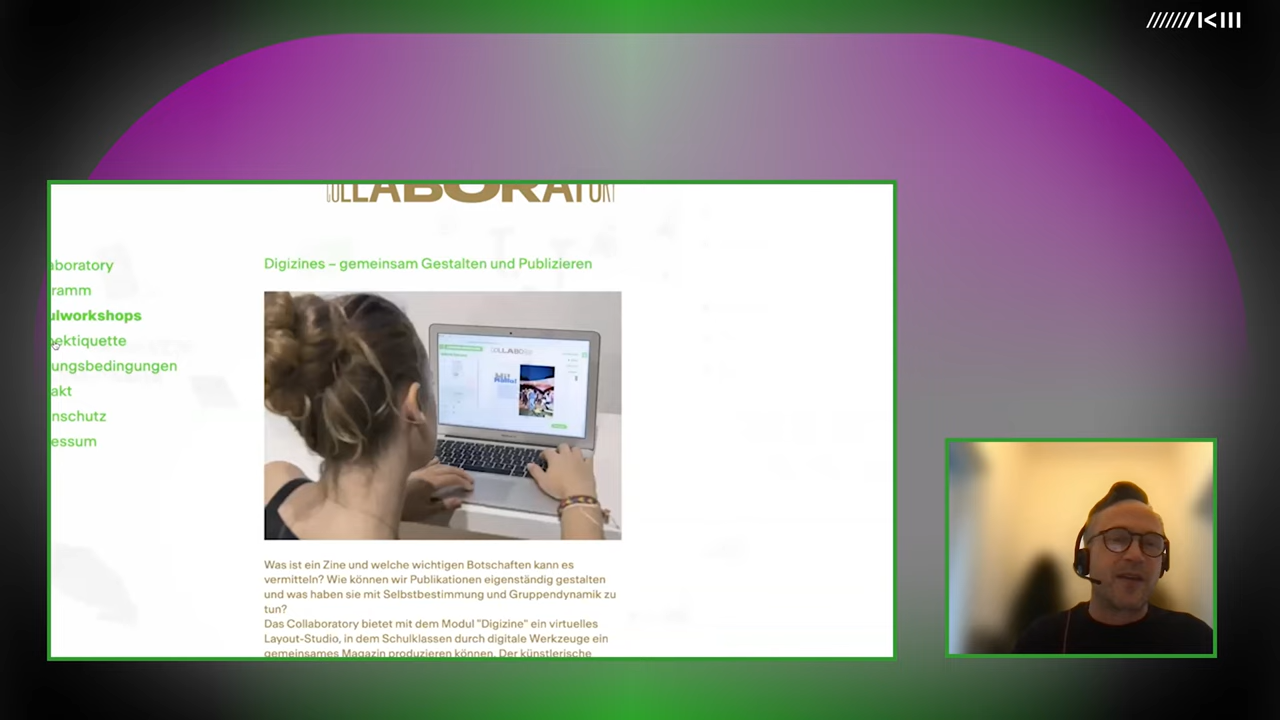 Digizines – gemeinsam Gestalten und Publizieren
aboratory
ramm
ulworkshops
ektiquette
ungsbedingungen
akt
nschutz
essum
Was ist ein Zine und welche wichtigen Botschaften kann es
vermitteln? Wie können wir Publikationen eigenständig gestalten
und was haben sie mit Selbstbestimmung und Gruppendynamik zu
tun?
Das Collaboratory bietet mit dem Modul "Digizine" ein virtuelles
Layout-Studio, in dem Schulklassen durch digitale Werkzeuge ein
gemeinsames Magazin produzieren können. Der künstlerische